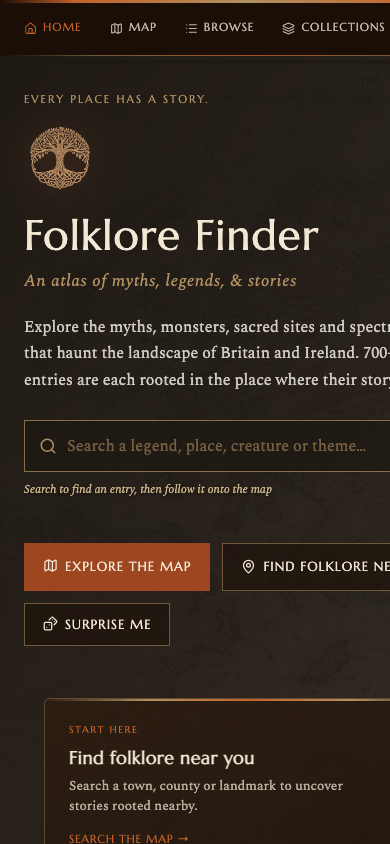 HOME MAP BROWSE COLLECTIONS
EVERY PLACE HAS A STORY.
Folklore Finder
An atlas of myths, legends, & stories
Explore the myths, monsters, sacred sites and spectr
that haunt the landscape of Britain and Ireland. 700-
entries are each rooted in the place where their story
Search a legend, place, creature or theme...
Search to find an entry, then follow it onto the map
EXPLORE THE MAP FIND FOLKLORE NE
SURPRISE ME
START HERE
Find folklore near you
Search a town, county or landmark to uncover
stories rooted nearby.
SEARCH THE MAP →